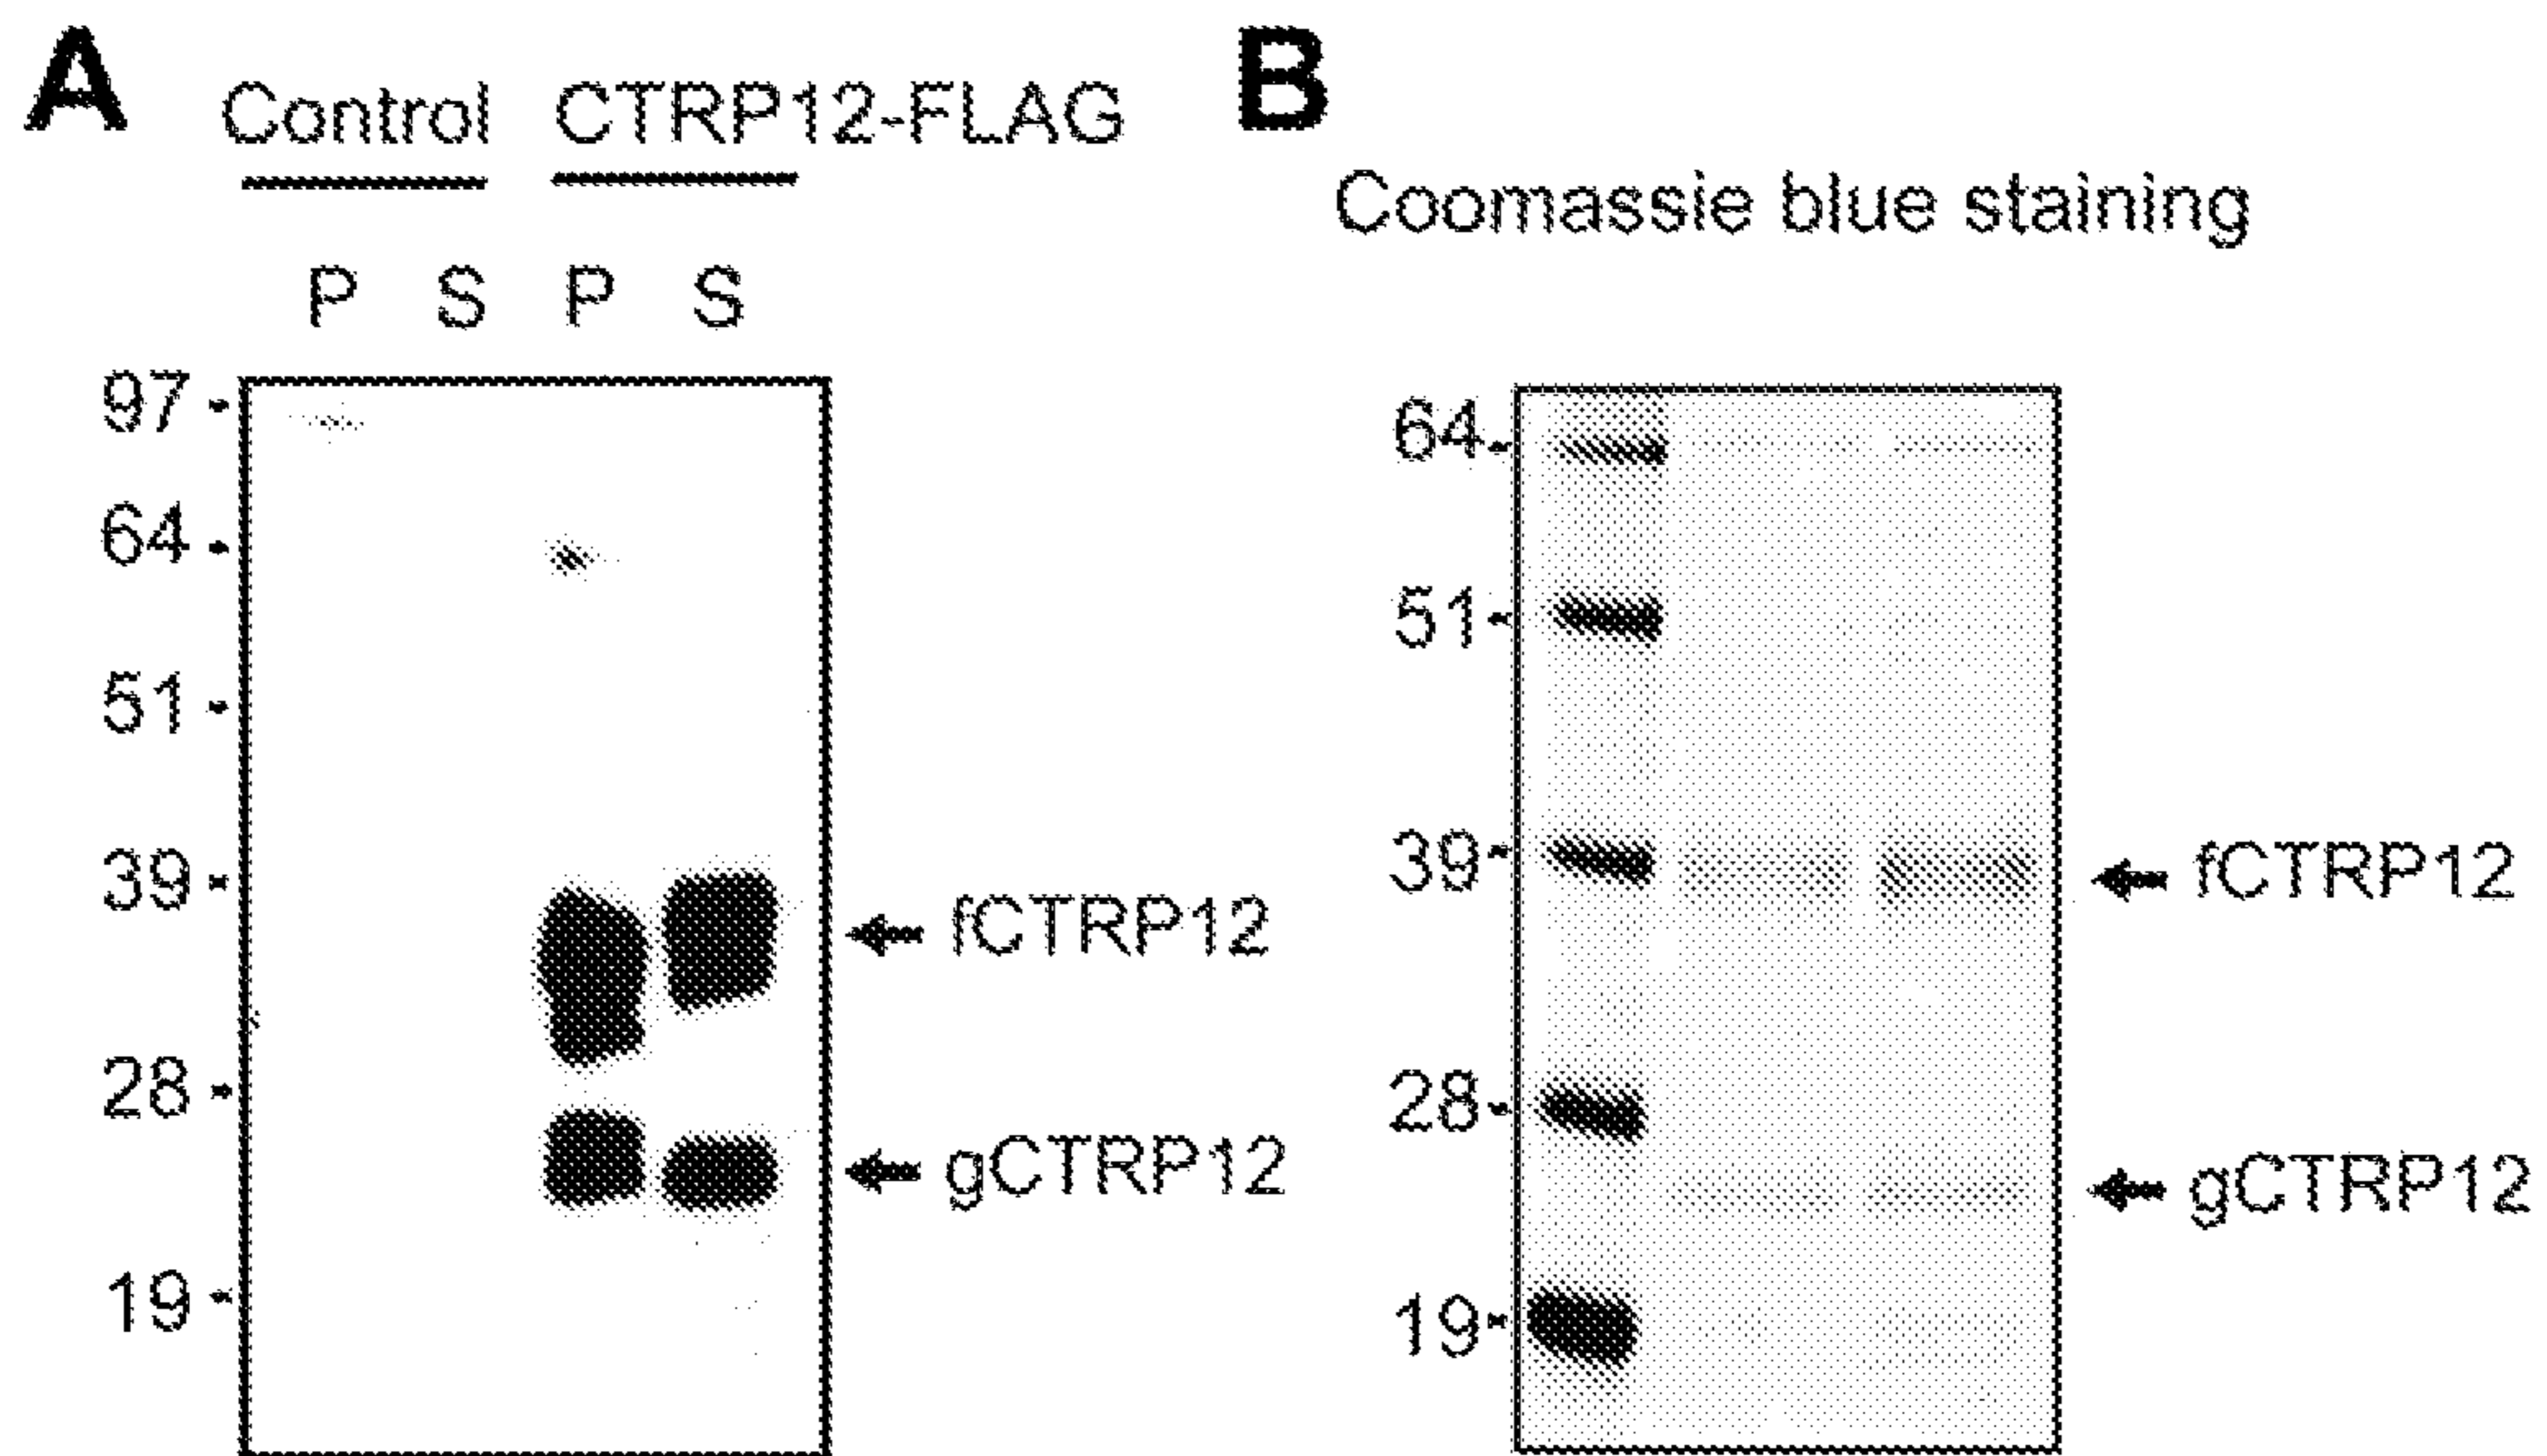 A
Control CTRP12-FLAG
P S P S
97
64
51
39
28
19
fCTRP12
gCTRP12
B
Coomassie blue staining
64
51
39
28
19
fCTRP12
gCTRP12